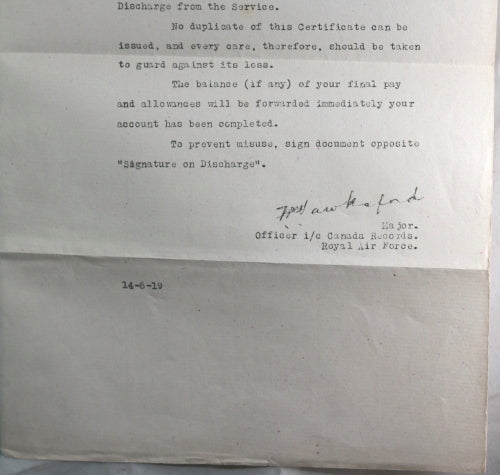 Discharge from the Service.
No duplicate of this Certificate can be
issued, and every care, therefore, should be taken
to guard against its loss.
The balance (if any) of your final pay
and allowances will be forwarded immediately your
account has been completed.
To prevent misuse, sign document opposite
"Signature on Discharge".
Hawksford
Major.
Officer i/c Canada Records.
Royal Air Force.
14-6-19